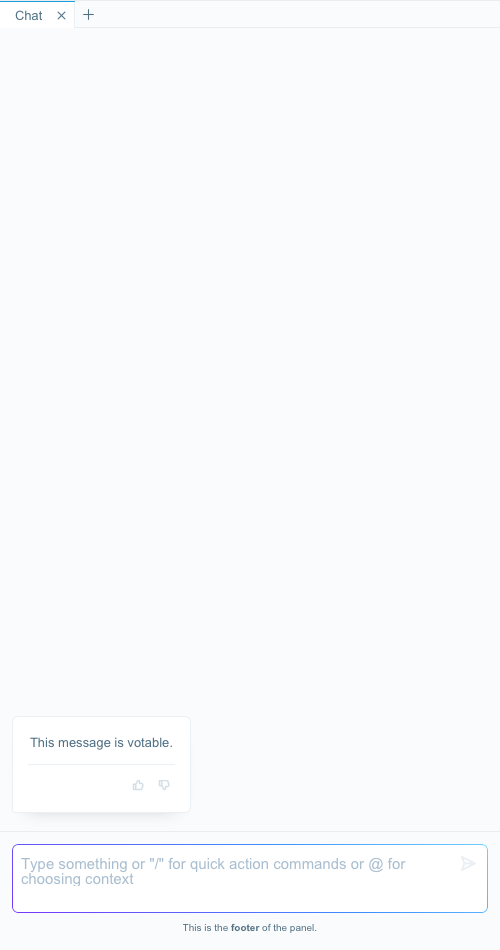 Chat
This message is votable.
Type something or "/" for quick action commands or @ for
choosing context
This is the footer of the panel.